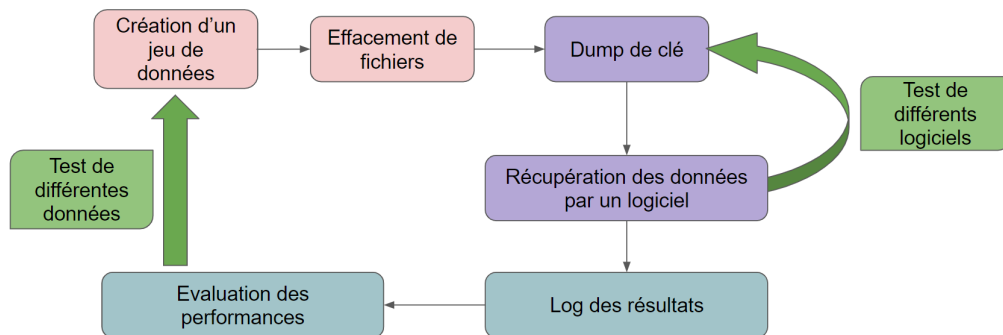 Création d'un
jeu de
données
Effacement de
fichiers
Dump de clé
Test de
différents
logiciels
Test de
différentes
données
Récupération des données
par un logiciel
Evaluation des
performances
Log des résultats